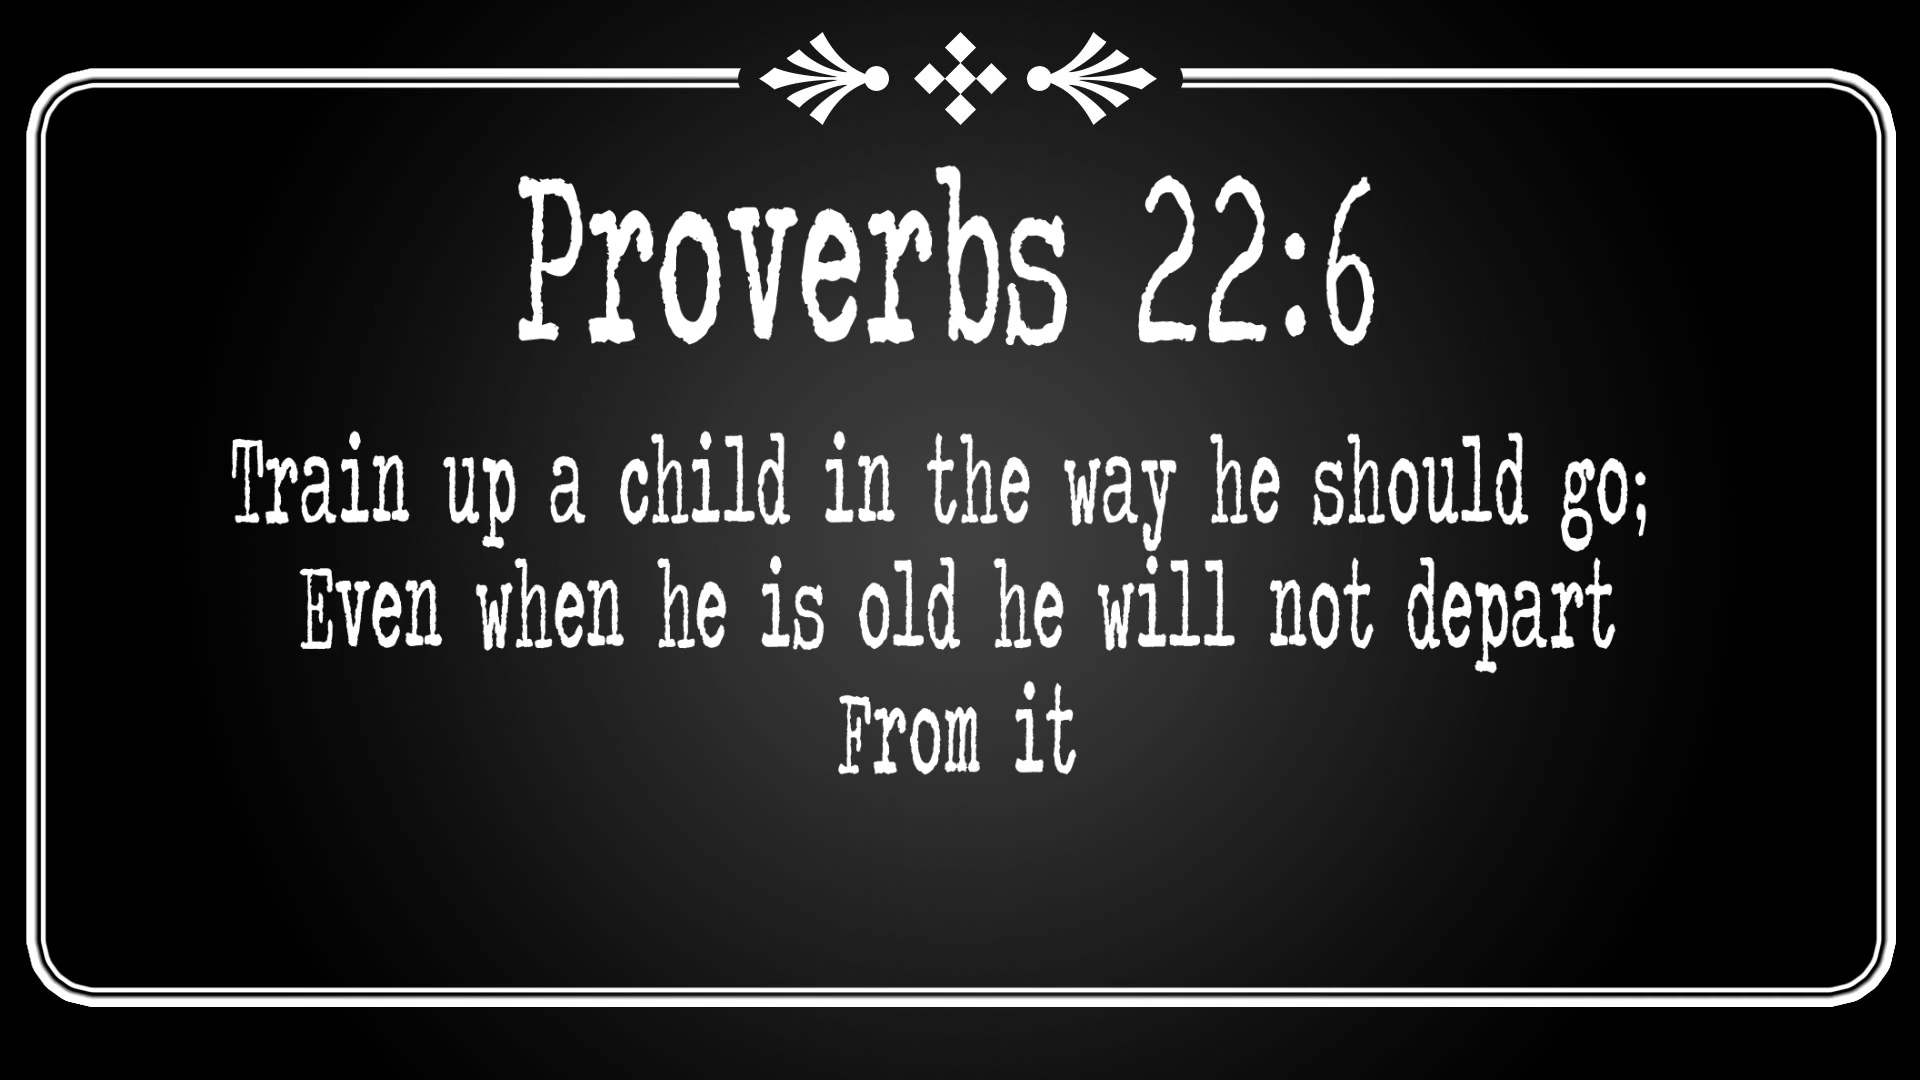 Proverbs 22:6
Train up a child in the way he should go;
Even when he is old he will not depart
From it